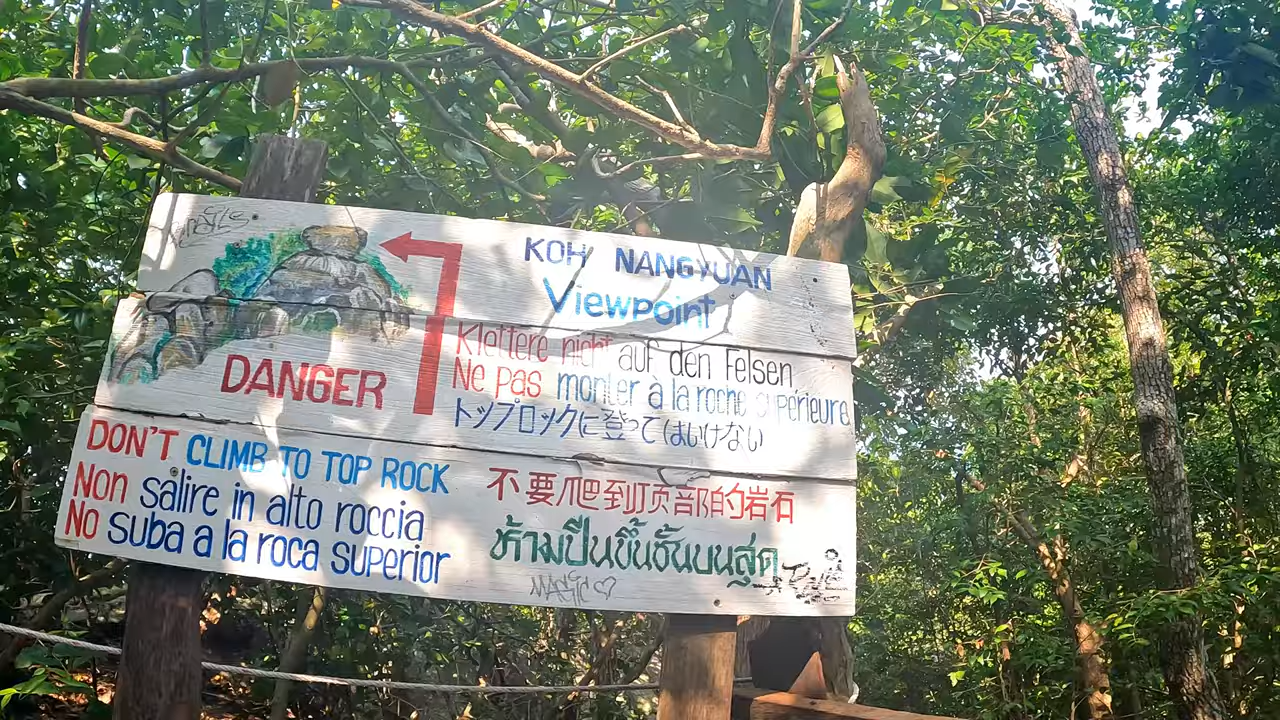 KOH NANGYUAN
Viewpoint
DANGER
Klettere nicht auf den Felsen
Ne pas monter à la roche supérieure
トップロックに登ってはいけない
DON'T CLIMB TO TOP ROCK
Non salire in alto roccia
No suba a la roca superior
不要爬到顶部的岩石
ห้ามปีนขึ้นชั้นบนสุด
MAGIC